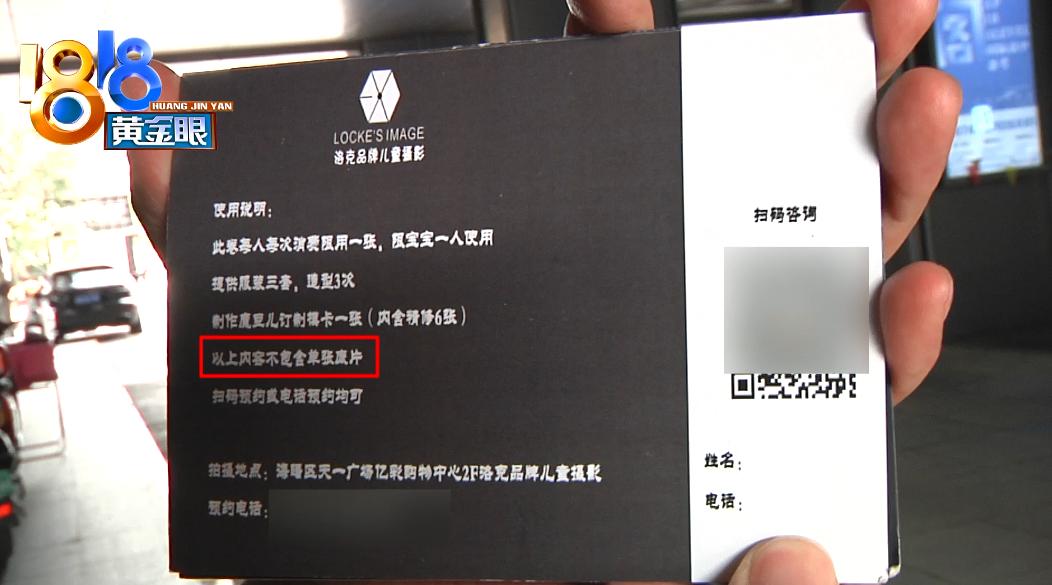 1818
HUANG JIN YAN
黄金眼
LOCKE'S IMAGE
洛克品牌儿童摄影
使用说明：
此卷每人每次消费限用一张，限宝宝一人使用
提供服装三套，造型3次
制作魔豆儿订制模卡一张（内含精修6张）
以上内容不包含单张底片
扫码预约或电话预约均可
拍摄地点：海曙区天一广场亿彩购物中心2F洛克品牌儿童摄影
预约电话：
扫码咨询
姓名：
电话：